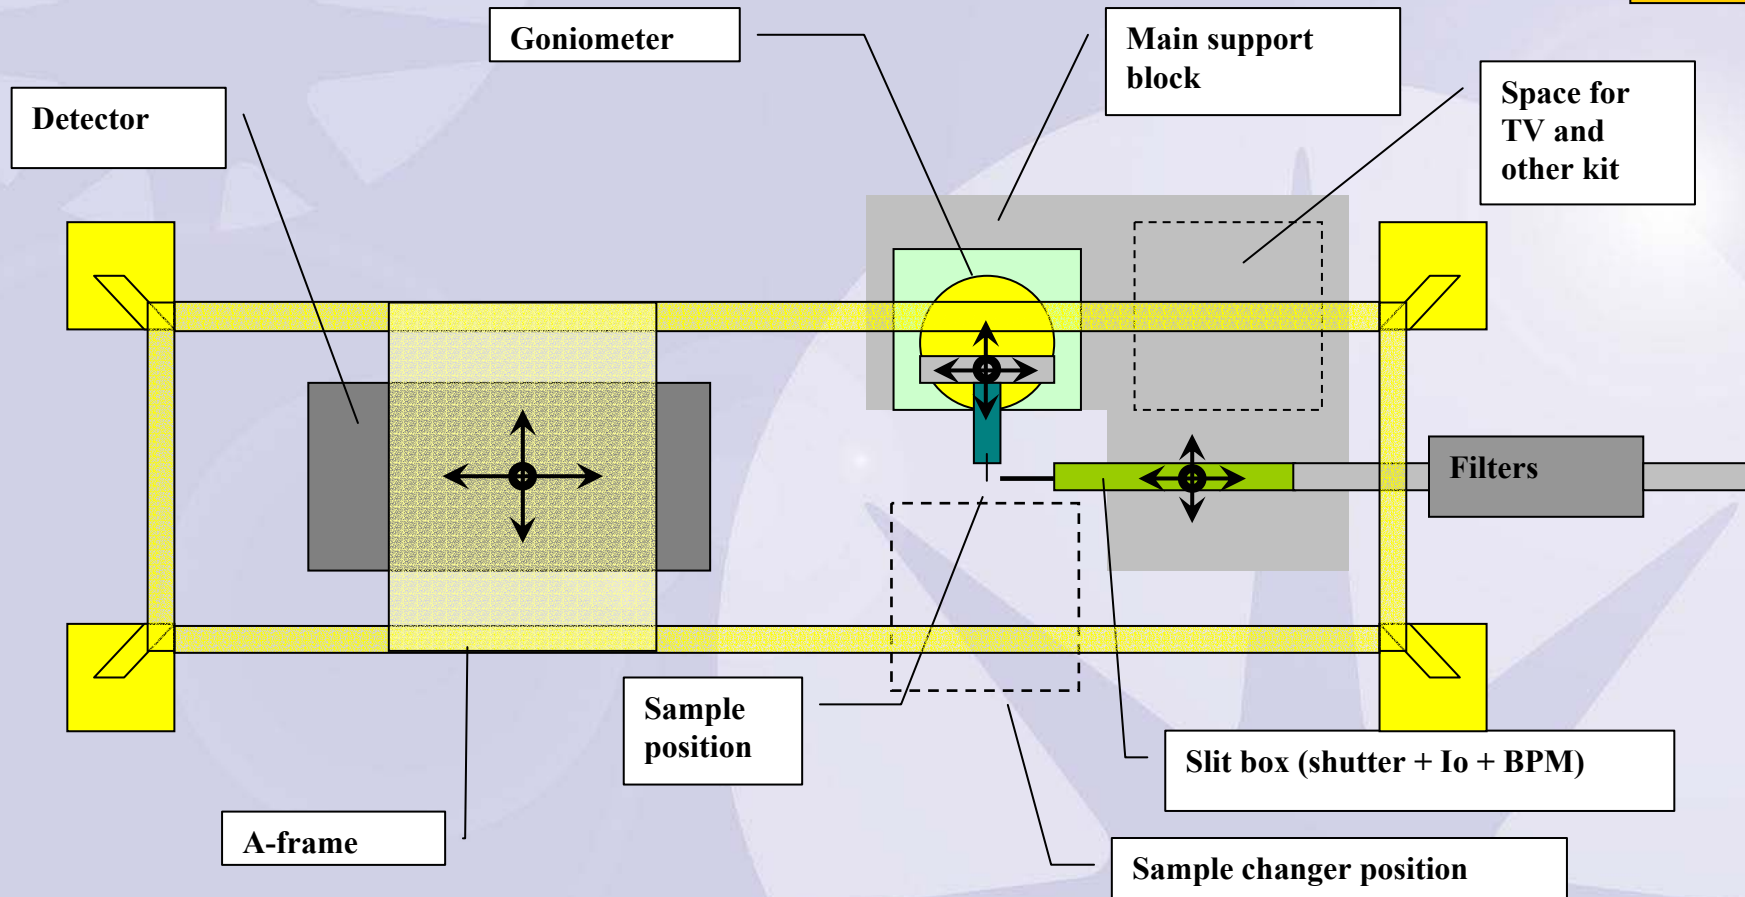 Goniometer
Main support
block
Space for
TV and
other kit
Detector
Filters
Sample
position
Slit box (shutter + Io + BPM)
A-frame
Sample changer position